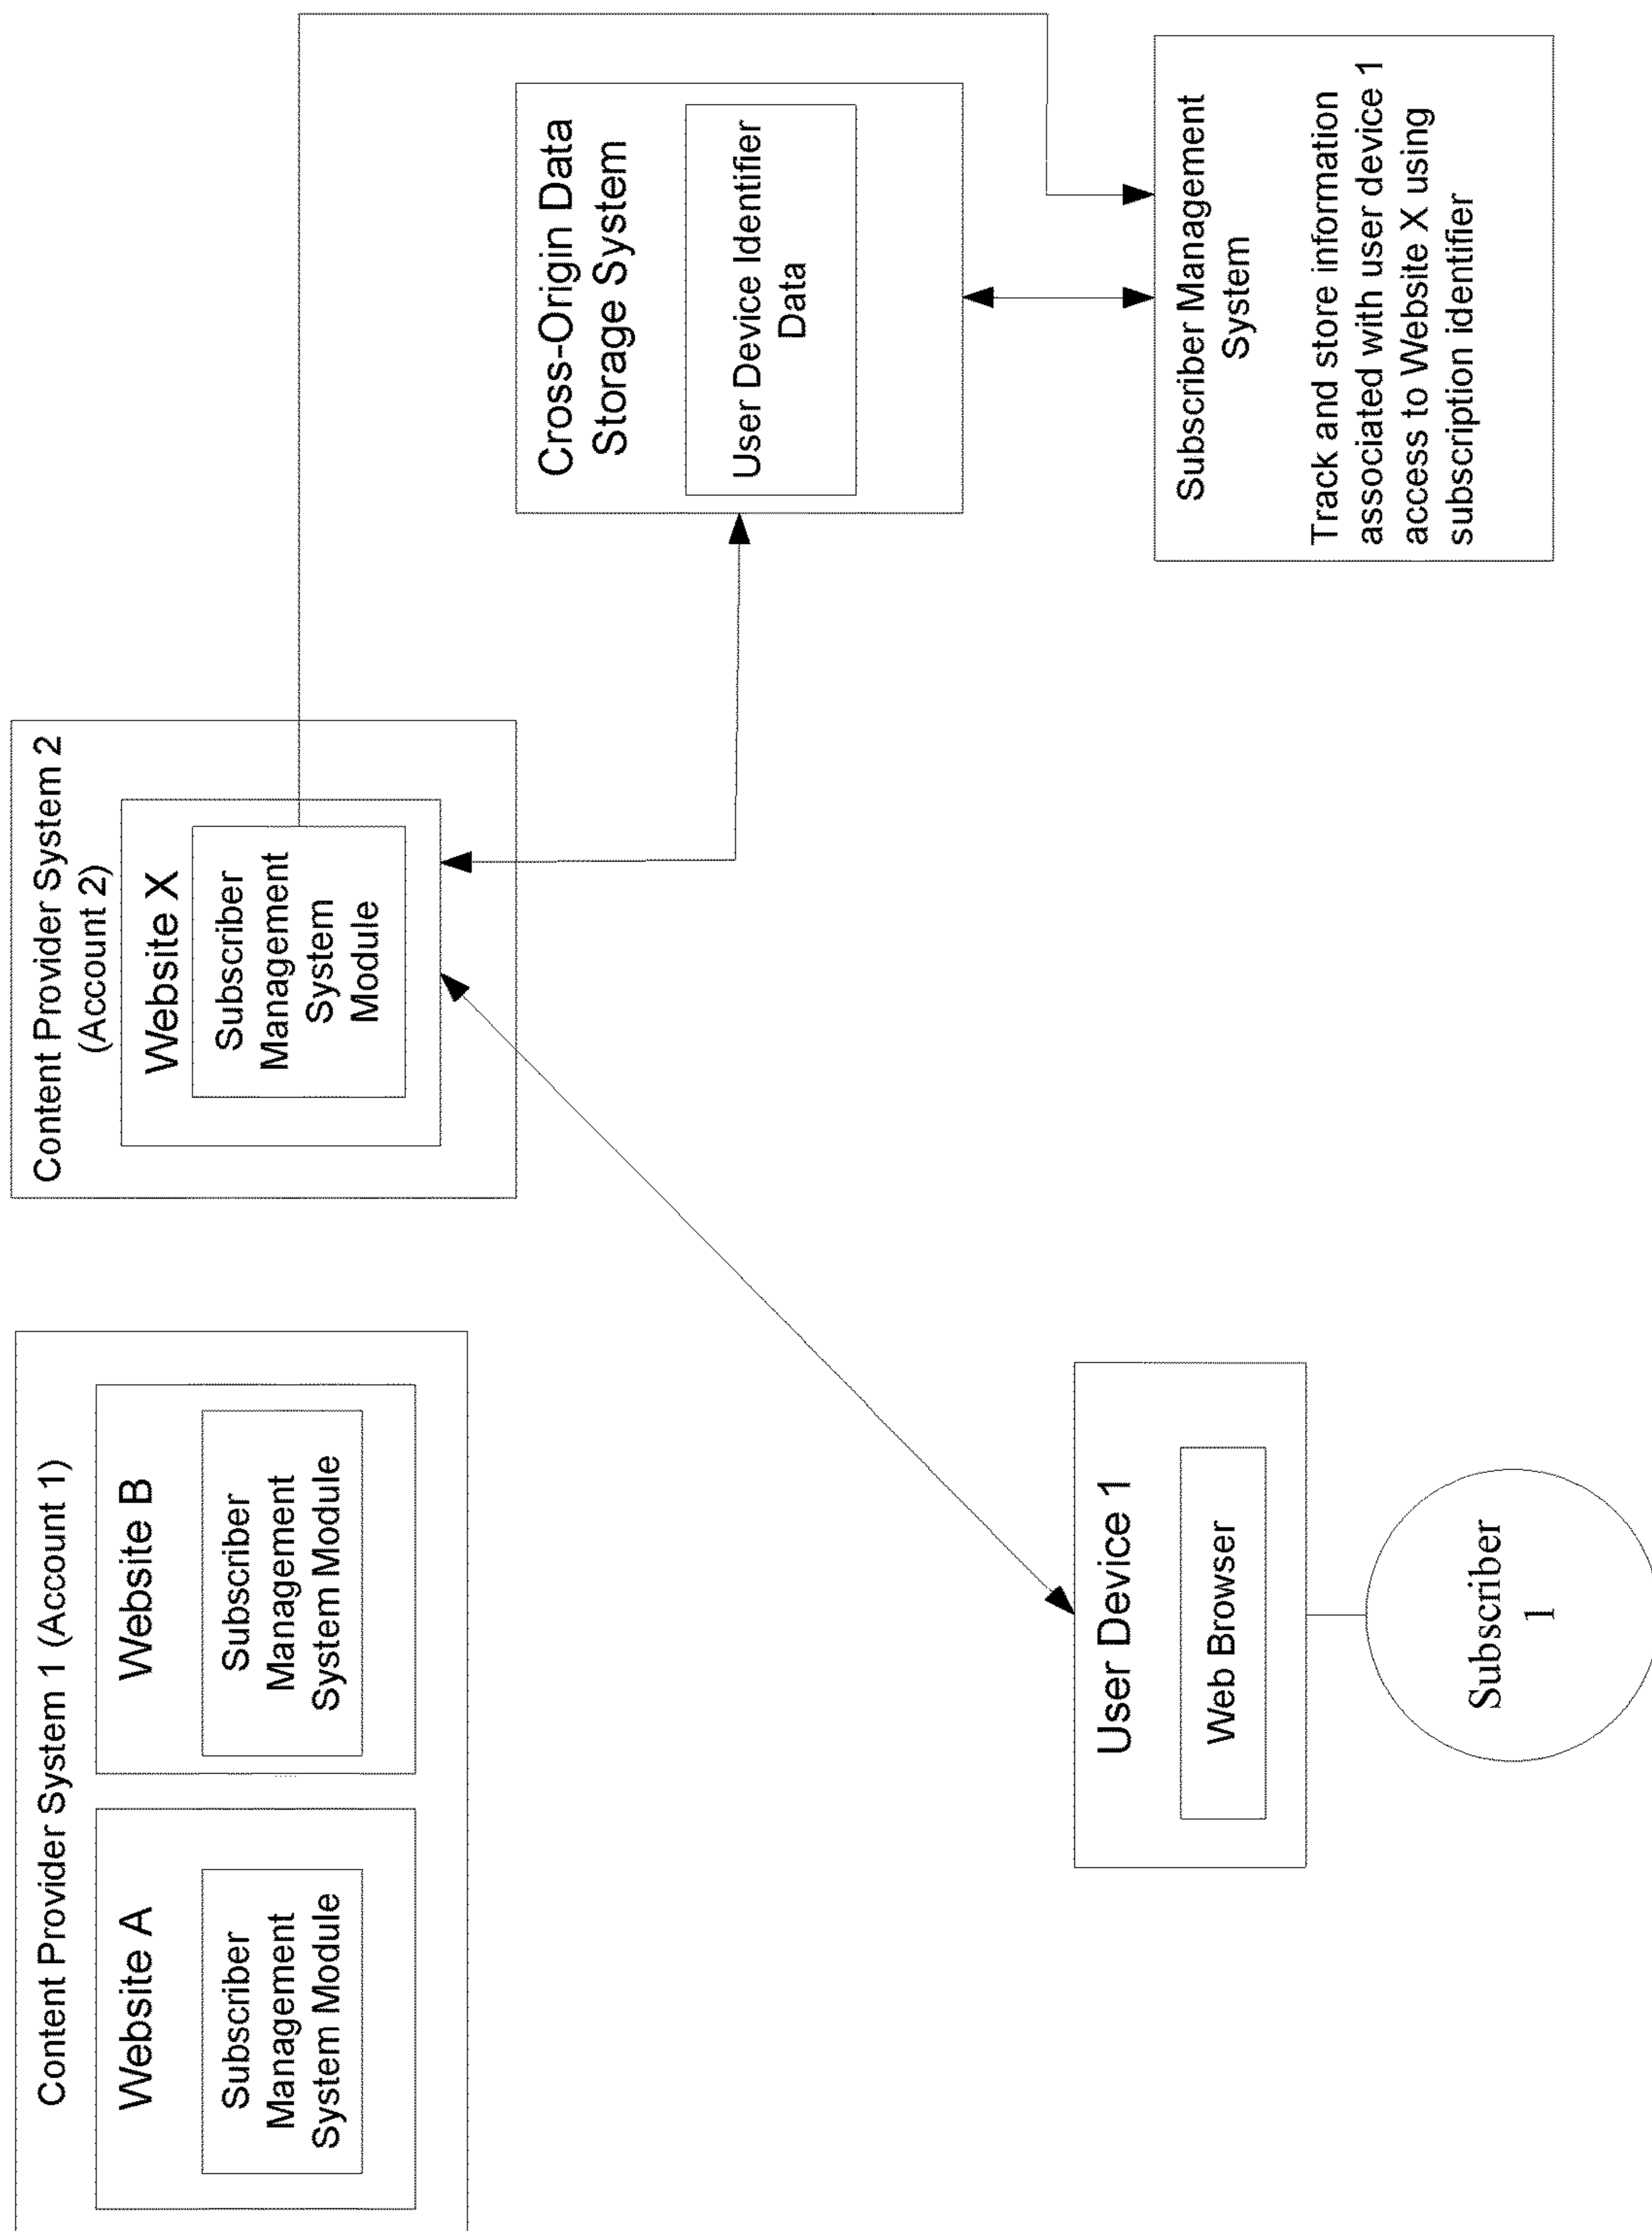 Content Provider System 1 (Account 1)
Website A
Subscriber
Management
System Module
Website B
Subscriber
Management
System Module
Content Provider System 2
(Account 2)
Website X
Subscriber
Management
System
Module
Cross-Origin Data
Storage System
User Device Identifier
Data
User Device 1
Web Browser
Subscriber
1
Subscriber Management
System
Track and store information
associated with user device 1
access to Website X using
subscription identifier